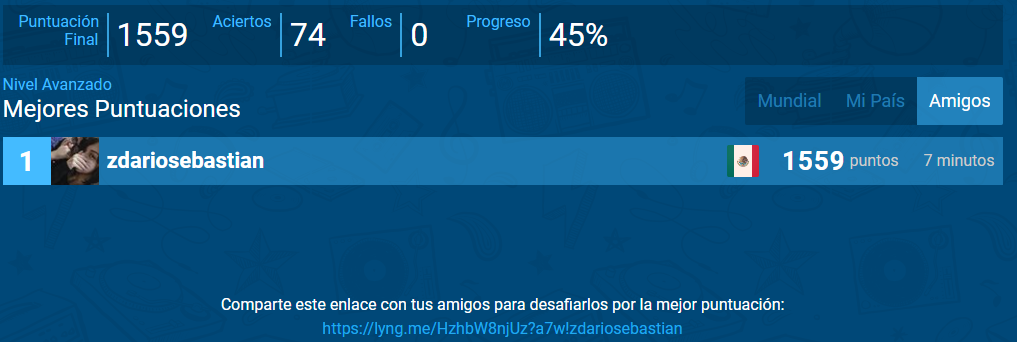 Puntuación Final 1559 Aciertos 74 Fallos 0 Progreso 45%
Nivel Avanzado
Mejores Puntuaciones
Mundial Mi País Amigos
1 zdariosebastian 1559 puntos 7 minutos
Comparte este enlace con tus amigos para desafiarlos por la mejor puntuación:
https://lyng.me/HzhbW8njUz?a7w!zdariosebastian